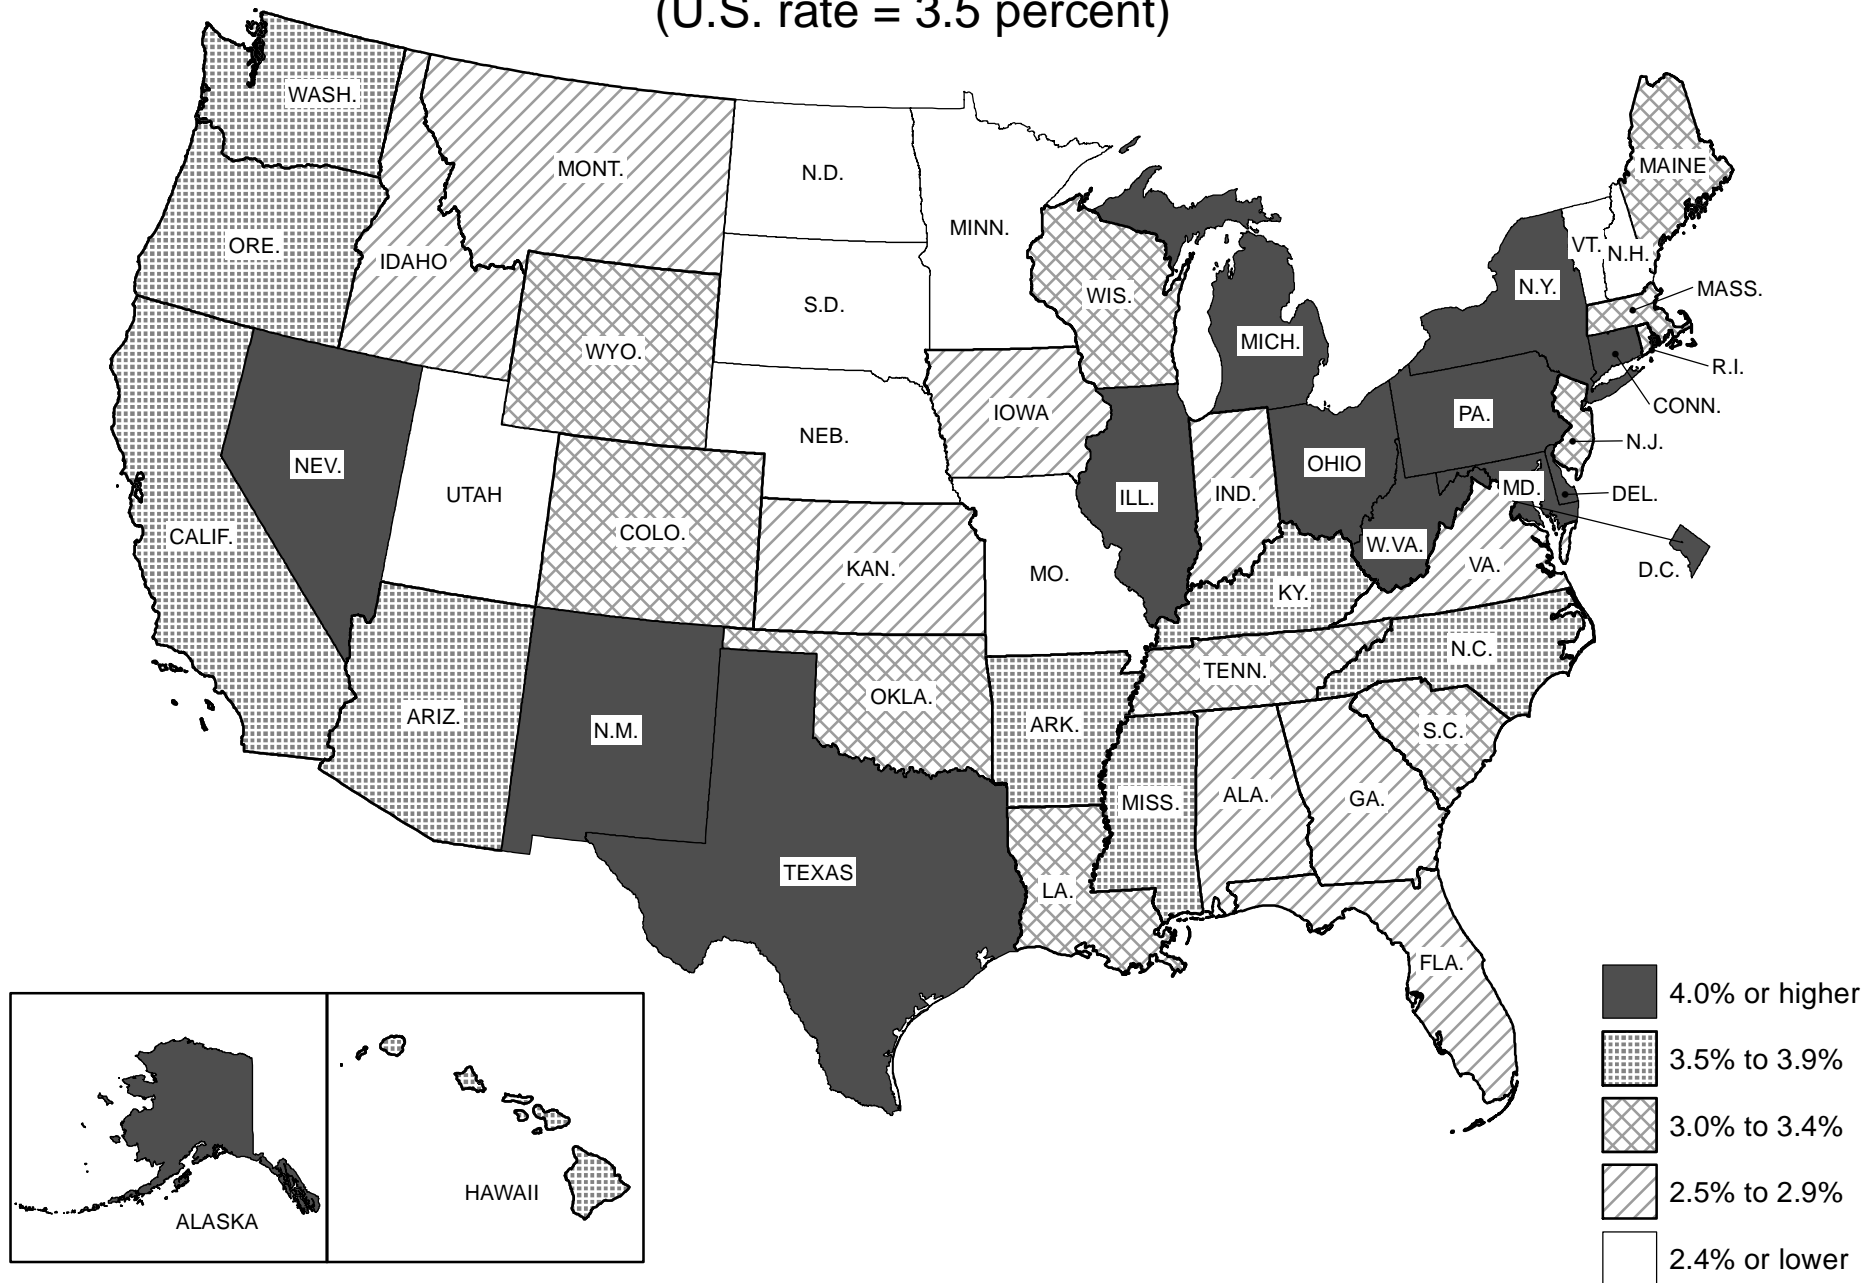 (U.S. rate = 3.5 percent)
WASH.
MONT.
N.D.
MAINE
ORE.
IDAHO
MINN.
VT.
N.H.
WIS.
N.Y.
MASS.
S.D.
WYO.
MICH.
R.I.
IOWA
PA.
CONN.
NEB.
N.J.
NEV.
OHIO
UTAH
ILL.
IND.
MD.
DEL.
CALIF.
COLO.
KAN.
MO.
W.VA.
VA.
D.C.
KY.
N.C.
TENN.
OKLA.
ARIZ.
N.M.
ARK.
S.C.
MISS.
ALA.
GA.
TEXAS
LA.
FLA.
ALASKA
HAWAII
4.0% or higher
3.5% to 3.9%
3.0% to 3.4%
2.5% to 2.9%
2.4% or lower